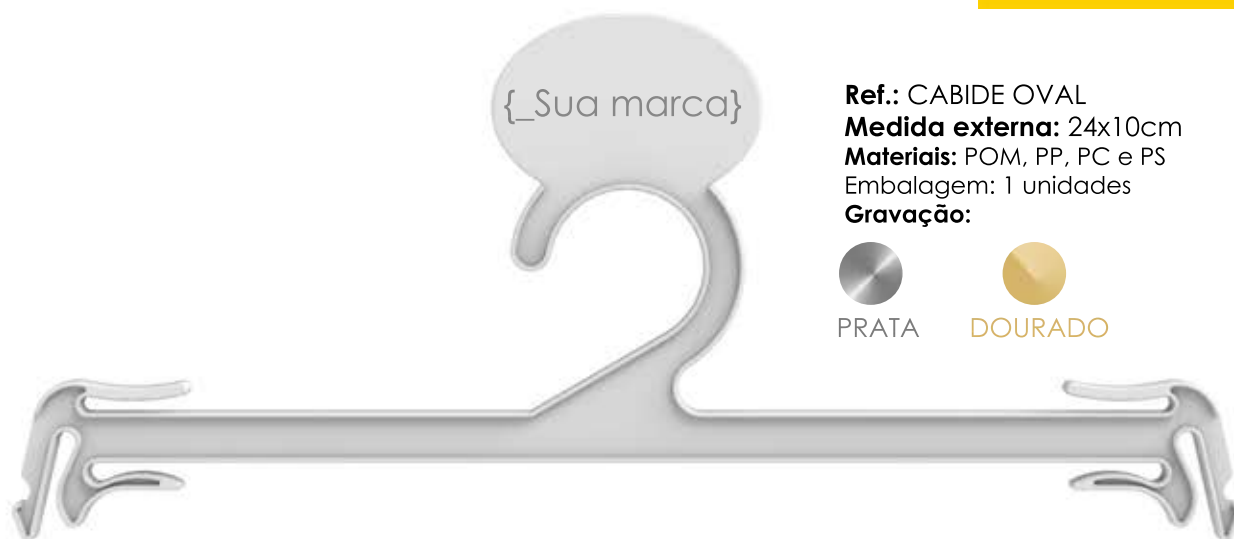 {_Sua marca}
Ref.: CABIDE OVAL
Medida externa: 24x10cm
Materiais: POM, PP, PC e PS
Embalagem: 1 unidades
Gravação:
PRATA DOURADO